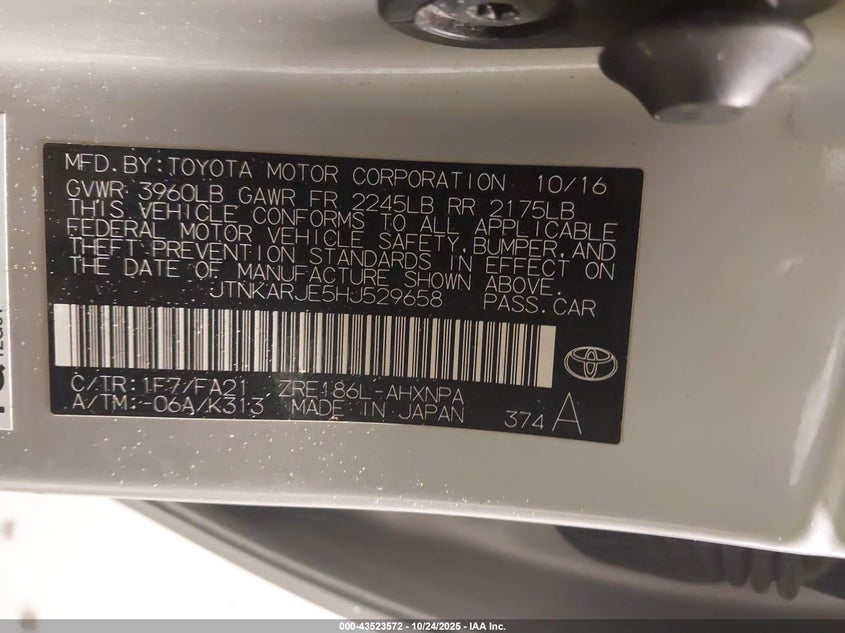 MFD.BY:TOYOTA MOTOR CORPORATION 10/16
GVWR 3960LB GAWR FR 2245LB RR 2175LB
THIS VEHICLE CONFORMS TO ALL APPLICABLE
FEDERAL MOTOR VEHICLE SAFETY, BUMPER, AND
THEFT PREVENTION STANDARDS IN EFFECT ON
THE DATE OF MANUFACTURE SHOWN ABOVE.
JTNKARJE5HJ529658 PASS.CAR
C/TR:1F7/FA21 ZRE186L-AHXNPA
A/TM:-06A/K313 MADE IN JAPAN 374 A
000-43523572 - 10/24/2025 - IAA Inc.